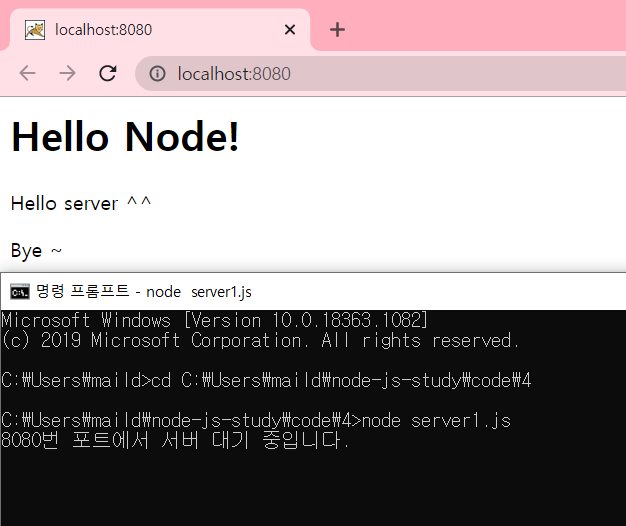 localhost:8080
localhost:8080
Hello Node!
Hello server ^^
Bye ~
명령 프롬프트 - node  server1.js
Microsoft Windows [Version 10.0.18363.1082]
(c) 2019 Microsoft Corporation. All rights reserved.
C:₩Users₩maild>cd C:₩Users₩maild₩node-js-study₩code₩4
C:₩Users₩maild₩node-js-study₩code₩4>node server1.js
8080번 포트에서 서버 대기 중입니다.